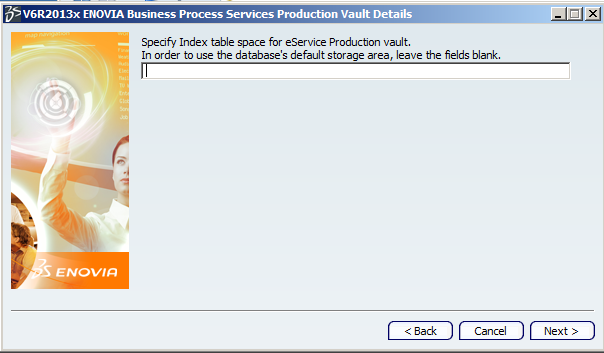 V6R2013x ENOVIA Business Process Services Production Vault Details
Specify Index table space for eService Production vault.
In order to use the database's default storage area, leave the fields blank.
ENOVIA
< Back
Cancel
Next >